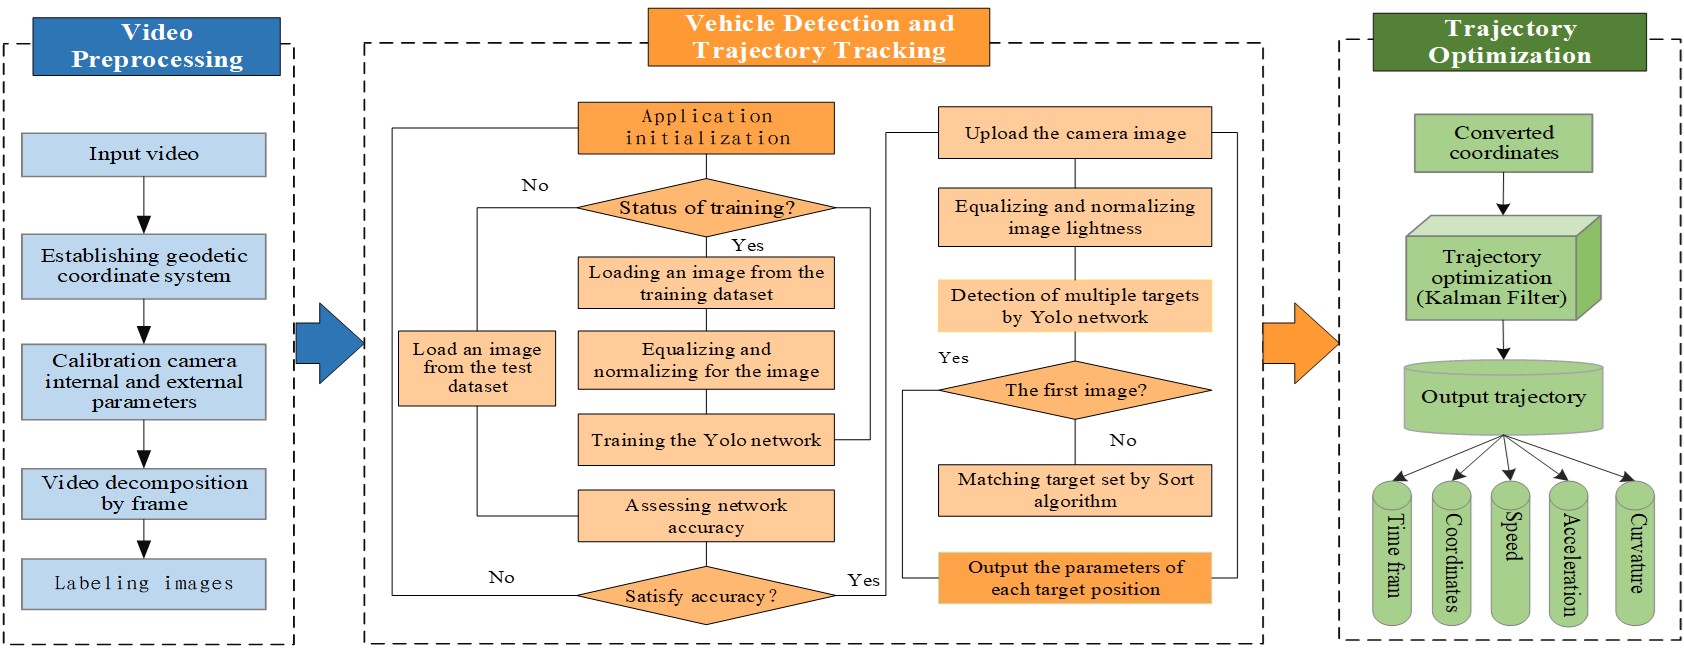 Video
Preprocessing
Input video
Establishing geodetic
coordinate system
Calibration camera
internal and external
parameters
Video decomposition
by frame
Labeling images
Vehicle Detection and
Trajectory Tracking
Application
initialization
No
Status of training?
Yes
Loading an image from the
training dataset
Load an image
from the test
dataset
Equalizing and
normalizing for the image
Training the Yolo network
Assessing network
accuracy
No
Satisfy accuracy?
Yes
Upload the camera image
Equalizing and normalizing
image lightness
Detection of multiple targets
by Yolo network
Yes
The first image?
No
Matching target set by Sort
algorithm
Output the parameters of
each target position
Trajectory
Optimization
Converted
coordinates
Trajectory
optimization
(Kalman Filter)
Output trajectory
Time fram
Coordinates
Speed
Acceleration
Curvature